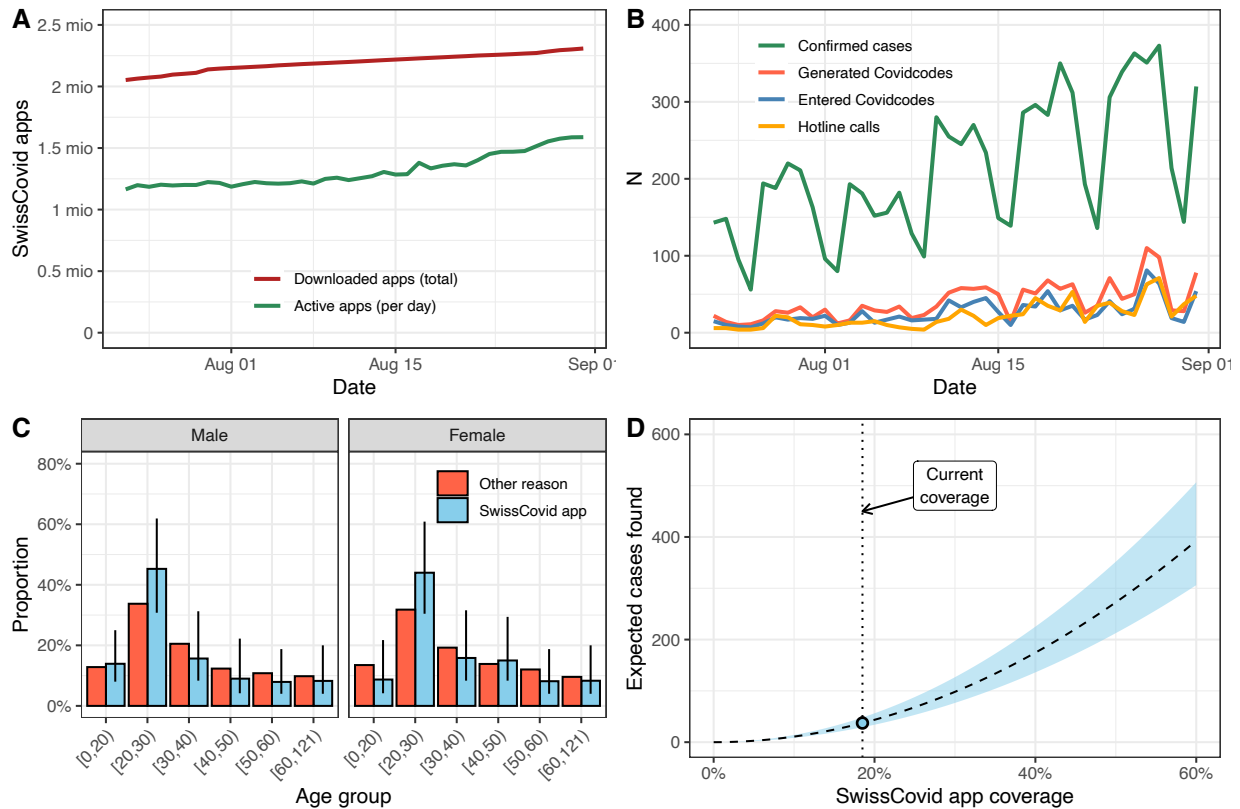 A
2.5 mio
2 mio
1.5 mio
1 mio
0.5 mio
0
SwissCovid apps
Downloaded apps (total)
Active apps (per day)
Aug 01
Aug 15
Sep 01
Date
B
400
300
200
100
0
N
Confirmed cases
Generated Covidcodes
Entered Covidcodes
Hotline calls
Aug 01
Aug 15
Sep 01
Date
C
Male
Female
80%
60%
40%
20%
0%
Proportion
Other reason
SwissCovid app
[0,20)
[20,30)
[30,40)
[40,50)
[50,60)
[60,121)
[0,20)
[20,30)
[30,40)
[40,50)
[50,60)
[60,121)
Age group
D
600
400
200
0
Expected cases found
Current
coverage
0%
20%
40%
60%
SwissCovid app coverage